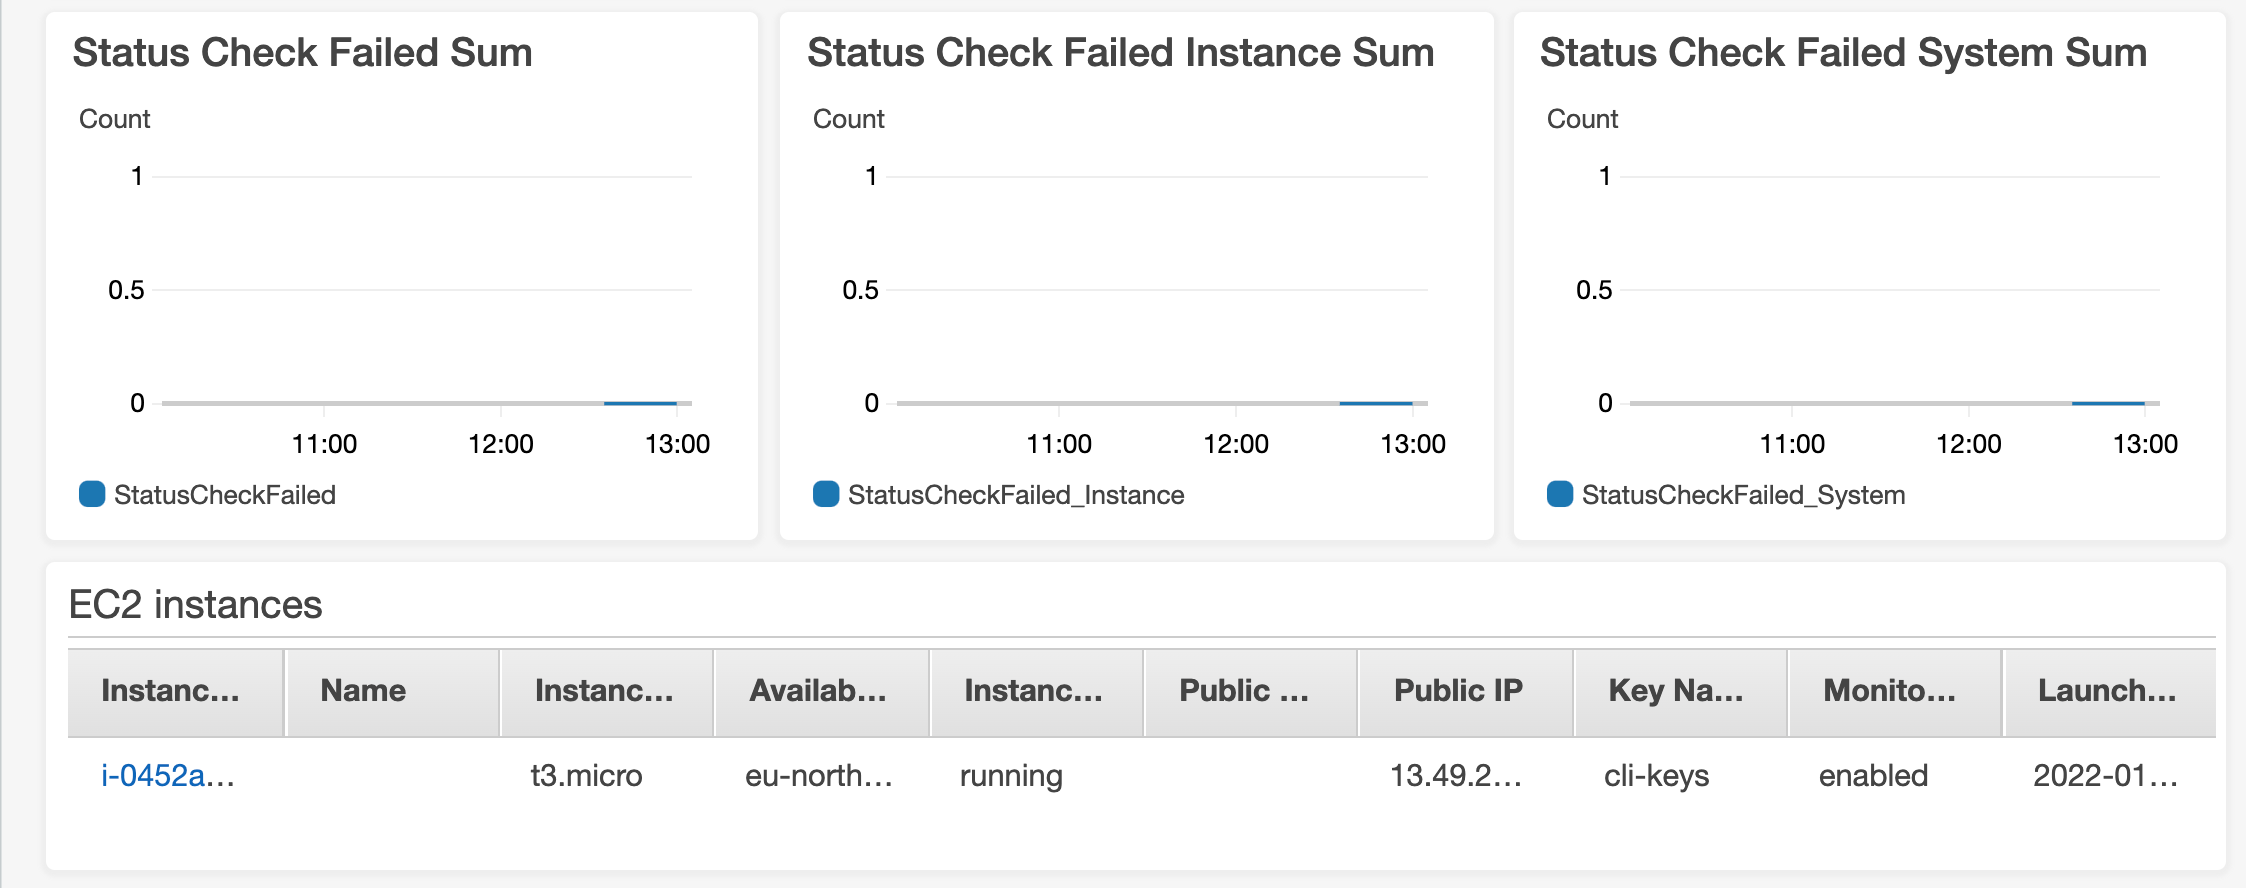 Status Check Failed Sum
Count
1
0.5
0
11:00 12:00 13:00
StatusCheckFailed
Status Check Failed Instance Sum
Count
1
0.5
0
11:00 12:00 13:00
StatusCheckFailed_Instance
Status Check Failed System Sum
Count
1
0.5
0
11:00 12:00 13:00
StatusCheckFailed_System
EC2 instances
Instanc... Name Instanc... Availab... Instanc... Public ... Public IP Key Na... Monito... Launch...
i-0452a... t3.micro eu-north... running 13.49.2... cli-keys enabled 2022-01...